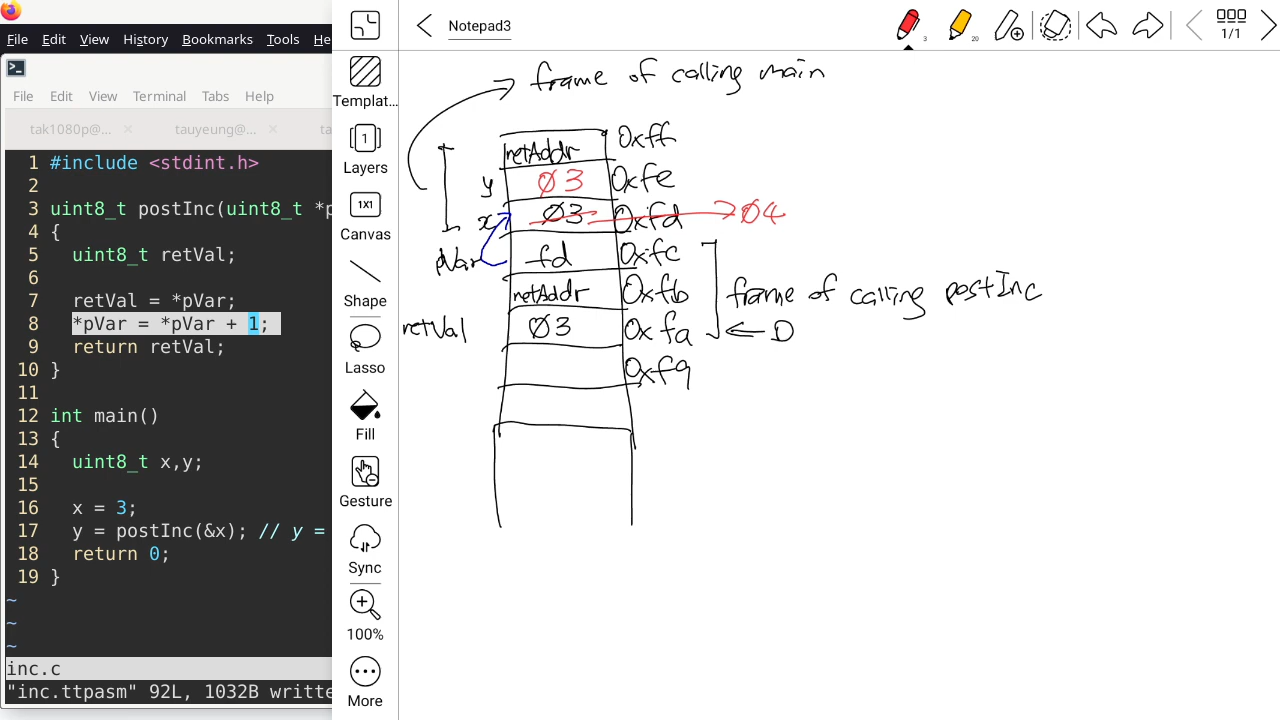 File Edit View History Bookmarks Tools He
File Edit View Terminal Tabs Help
tak1080p@... tauyeung@... ta
1 #include <stdint.h>
2
3 uint8_t postInc(uint8_t *p
4 {
5 uint8_t retVal;
6
7 retVal = *pVar;
8 *pVar = *pVar + 1;
9 return retVal;
10 }
11
12 int main()
13 {
14 uint8_t x,y;
15
16 x = 3;
17 y = postInc(&x); // y =
18 return 0;
19 }
~
~
~
inc.c
"inc.ttpasm" 92L, 1032B writte
Templat...
1
Layers
1X1
Canvas
Shape
Lasso
Fill
Gesture
Sync
100%
More
Notepad3
3
20
1/1
frame of calling main
retAddr 0xff
y 03 0xfe
x 03 0xfd 04
pVar fd 0xfc
retAddr 0xfb frame of calling postInc
retVal 03 0xfa ← D
0xf9